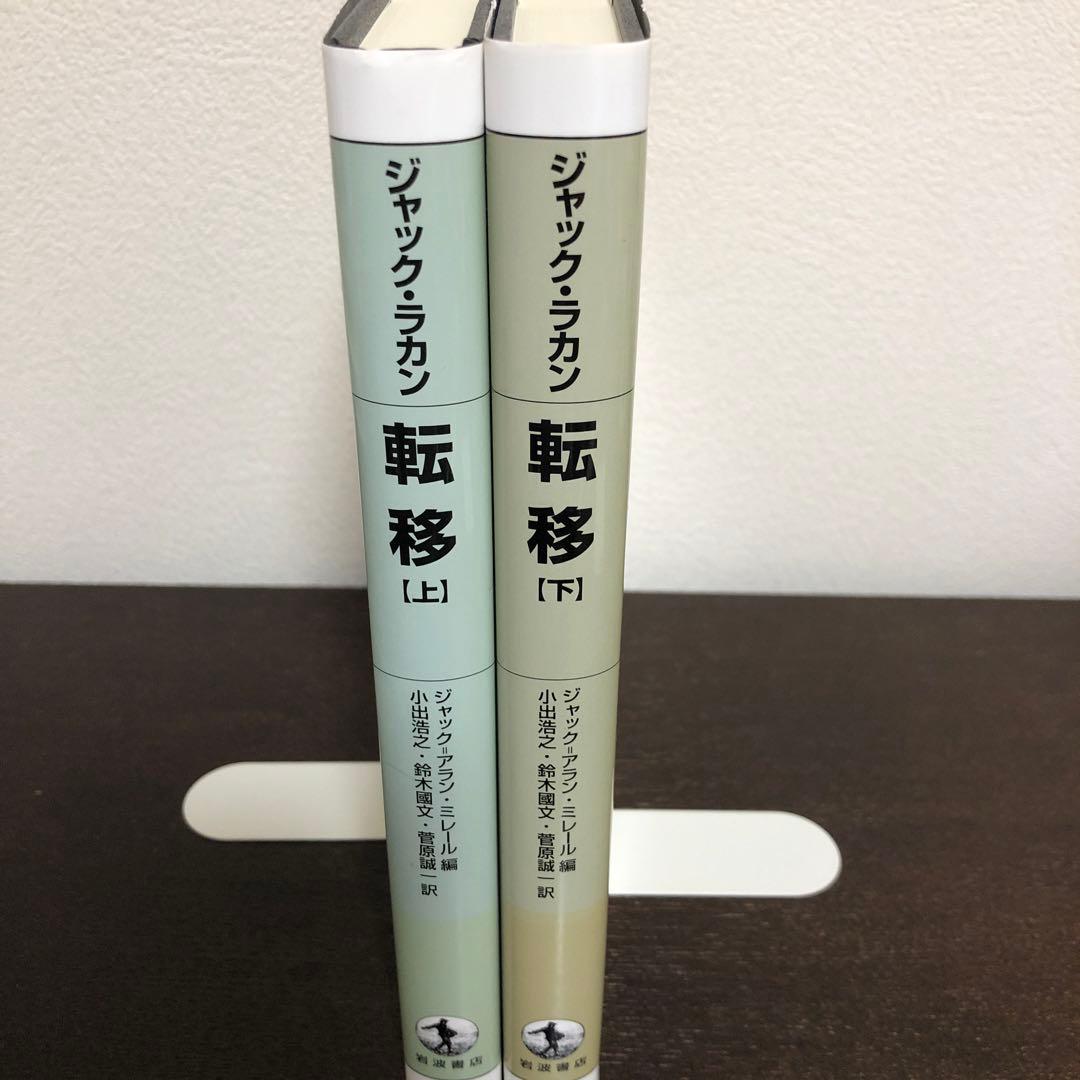 ジャック・ラカン
転移
【上】
ジャック=アラン・ミレール 編
小出浩之・鈴木國文・菅原誠一 訳
岩波書店
ジャック・ラカン
転移
【下】
ジャック=アラン・ミレール 編
小出浩之・鈴木國文・菅原誠一 訳
岩波書店